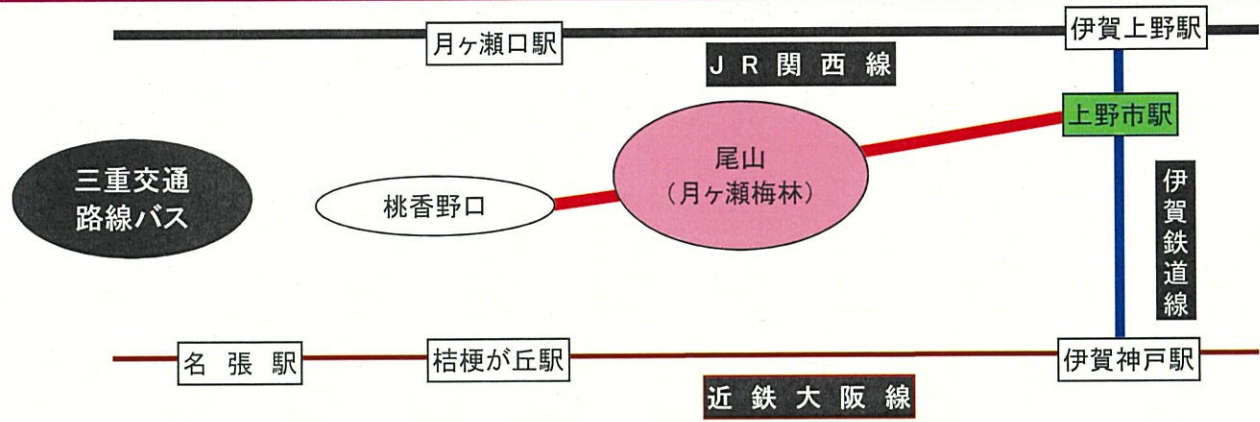 月ヶ瀬口駅
伊賀上野駅
JR関西線
上野市駅
尾山
（月ヶ瀬梅林）
三重交通
路線バス
桃香野口
伊賀鉄道線
名張駅
桔梗が丘駅
伊賀神戸駅
近鉄大阪線